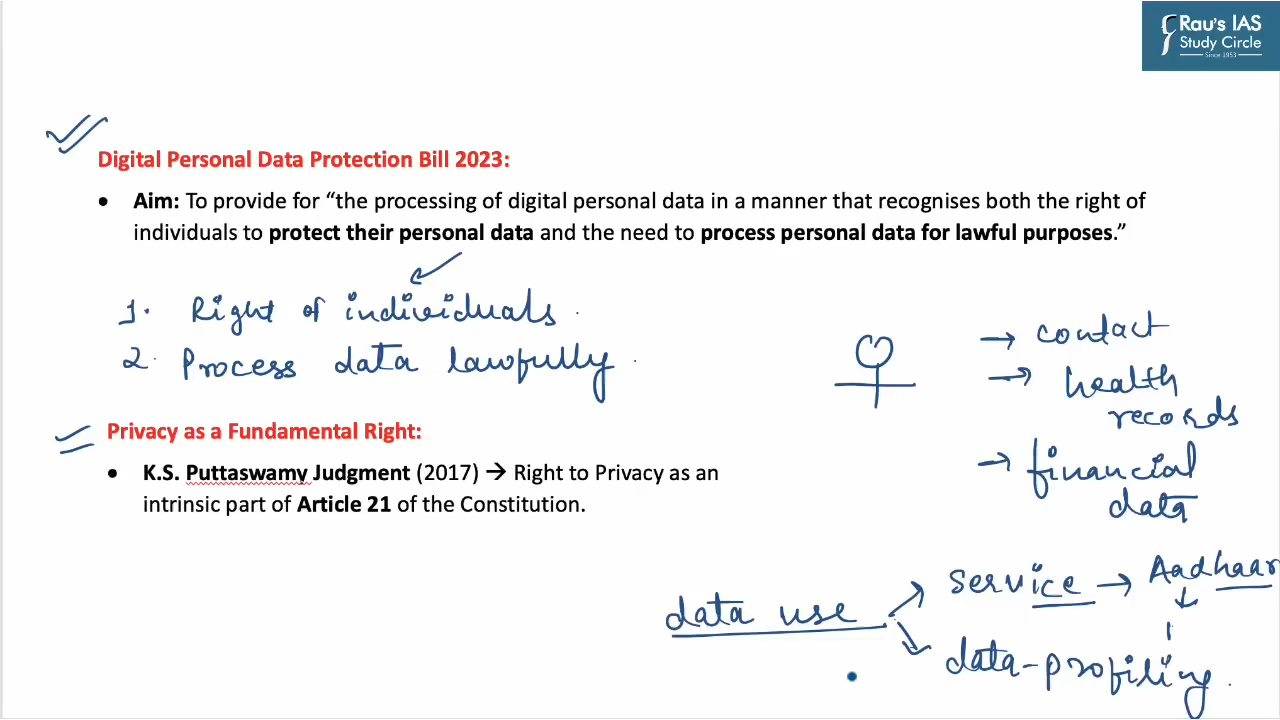 Rau's IAS
Study Circle
Since 1953
Digital Personal Data Protection Bill 2023:
• Aim: To provide for “the processing of digital personal data in a manner that recognises both the right of
individuals to protect their personal data and the need to process personal data for lawful purposes.”
1. Right of individuals.
2. Process data lawfully.
→ contact
→ health
records
→ financial
data
Privacy as a Fundamental Right:
• K.S. Puttaswamy Judgment (2017) → Right to Privacy as an
intrinsic part of Article 21 of the Constitution.
data use
service → Aadhaar
data-profiling.